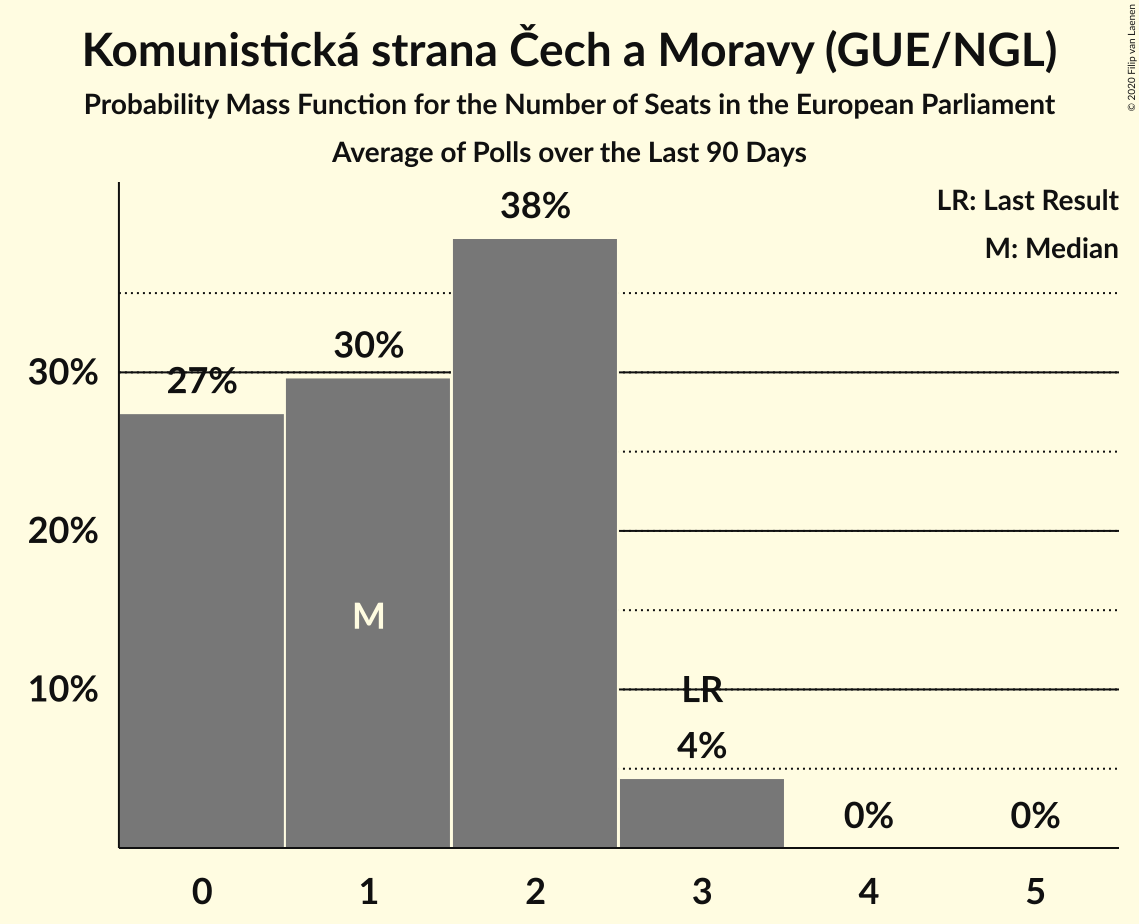 Komunistická strana Čech a Moravy (GUE/NGL)
Probability Mass Function for the Number of Seats in the European Parliament
Average of Polls over the Last 90 Days
© 2020 Filip van Laenen
LR: Last Result
M: Median
38%
30%
27%
30%
20%
M
10%
LR
4%
0%
0%
0
1
2
3
4
5